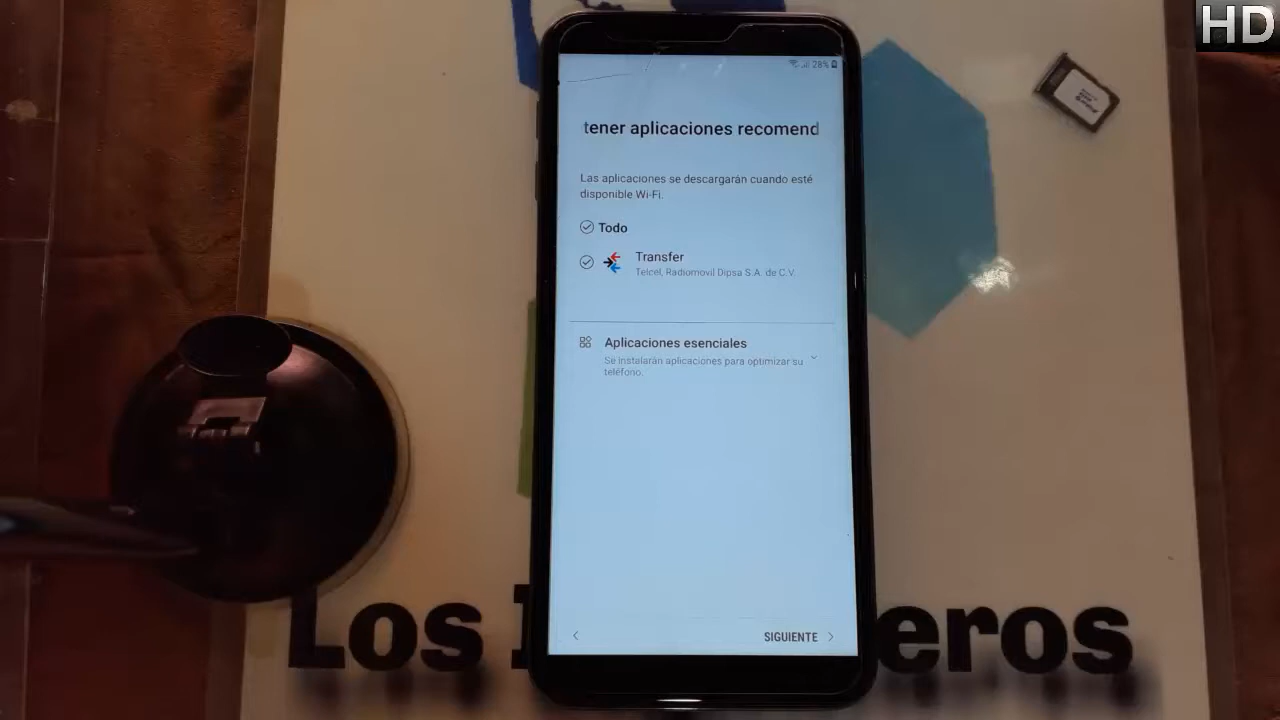 HD
28%
tener aplicaciones recomend
Las aplicaciones se descargarán cuando esté
disponible Wi-Fi.
Todo
Transfer
Telcel, Radiomovil Dipsa S.A. de C.V.
Aplicaciones esenciales
Se instalarán aplicaciones para optimizar su
teléfono.
SIGUIENTE
Los eros